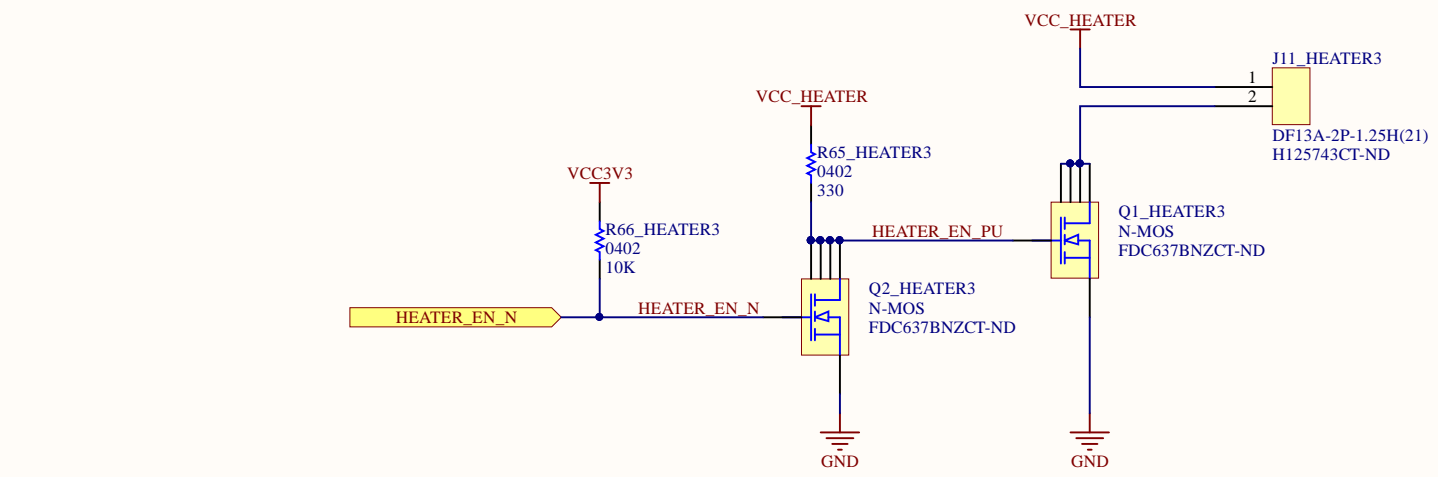 VCC_HEATER
J11_HEATER3
1
2
DF13A-2P-1.25H(21)
H125743CT-ND
VCC_HEATER
R65_HEATER3
0402
330
VCC3V3
R66_HEATER3
0402
10K
Q1_HEATER3
N-MOS
FDC637BNZCT-ND
HEATER_EN_PU
Q2_HEATER3
N-MOS
FDC637BNZCT-ND
HEATER_EN_N
HEATER_EN_N
GND
GND